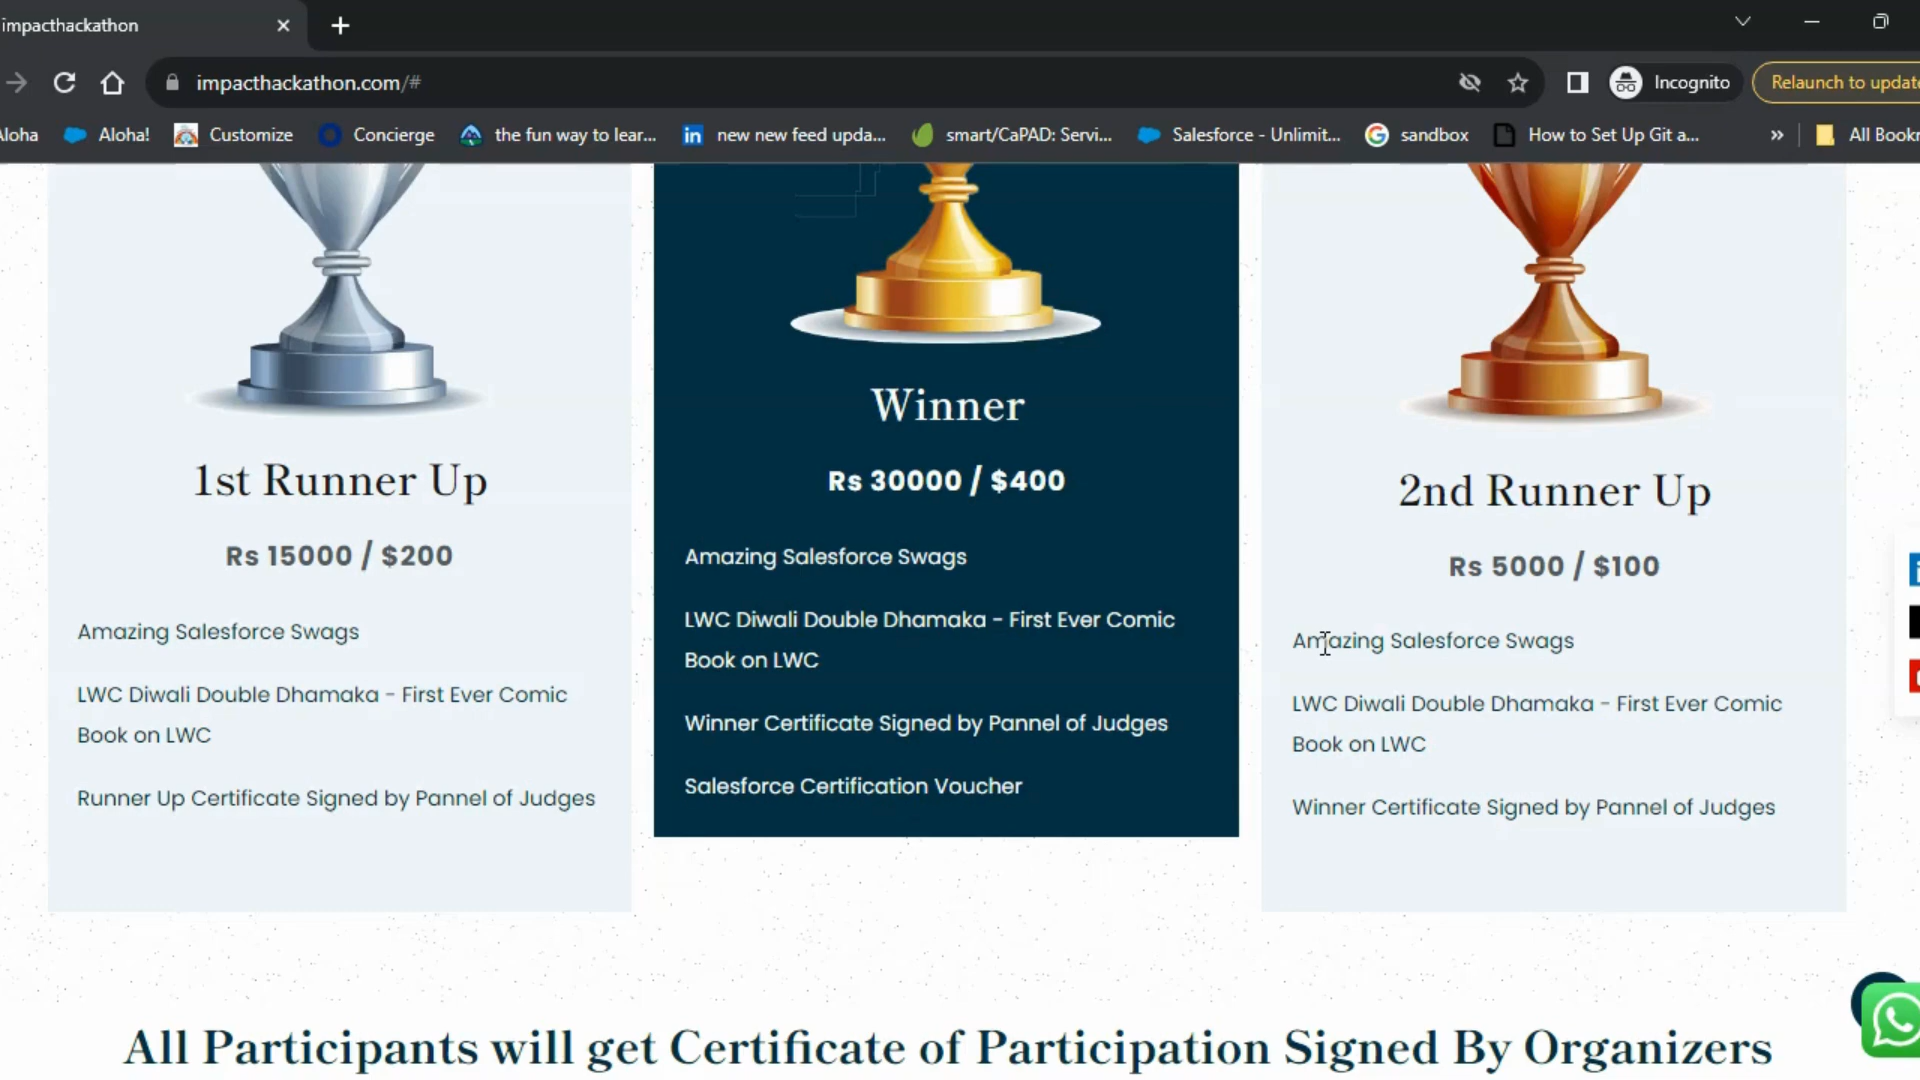 impacthackathon
impacthackathon.com/#
Incognito
Relaunch to update
Aloha
Aloha!
Customize
Concierge
the fun way to lear...
new new feed upda...
smart/CaPAD: Servi...
Salesforce - Unlimit...
sandbox
How to Set Up Git a...
»
All Bookr
1st Runner Up
Rs 15000 / $200
Amazing Salesforce Swags
LWC Diwali Double Dhamaka - First Ever Comic
Book on LWC
Runner Up Certificate Signed by Pannel of Judges
Winner
Rs 30000 / $400
Amazing Salesforce Swags
LWC Diwali Double Dhamaka - First Ever Comic
Book on LWC
Winner Certificate Signed by Pannel of Judges
Salesforce Certification Voucher
2nd Runner Up
Rs 5000 / $100
Amazing Salesforce Swags
LWC Diwali Double Dhamaka - First Ever Comic
Book on LWC
Winner Certificate Signed by Pannel of Judges
All Participants will get Certificate of Participation Signed By Organizers